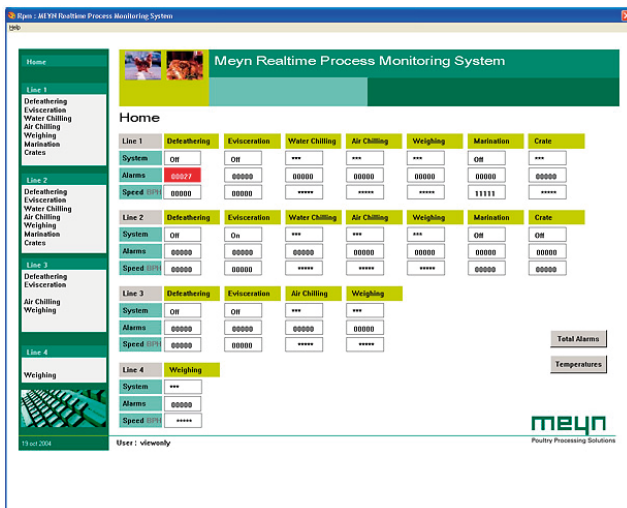 Rpm : MEYN Realtime Process Monitoring System
Help
Home
Line 1
Defeathering
Evisceration
Water Chilling
Air Chilling
Weighing
Marination
Crates
Line 2
Defeathering
Evisceration
Water Chilling
Air Chilling
Weighing
Marination
Crates
Line 3
Defeathering
Evisceration
Air Chilling
Weighing
Line 4
Weighing
19 oct 2004
Meyn Realtime Process Monitoring System
Home
Line 1 Defeathering Evisceration Water Chilling Air Chilling Weighing Marination Crate
System Off Off *** *** *** Off ***
Alarms 00027 00000 00000 00000 00000 00000 00000
Speed BPH 00000 00000 ***** ***** ***** 11111 *****
Line 2 Defeathering Evisceration Water Chilling Air Chilling Weighing Marination Crate
System Off On *** *** *** Off Off
Alarms 00000 00000 00000 00000 00000 00000 00000
Speed BPH 00000 00000 ***** ***** ***** 00000 00000
Line 3 Defeathering Evisceration Air Chilling Weighing
System Off Off *** ***
Alarms 00000 00000 00000 00000
Speed BPH 00000 00000 ***** *****
Line 4 Weighing
System ***
Alarms 00000
Speed BPH *****
Total Alarms
Temperatures
meyn
Poultry Processing Solutions
User : viewonly